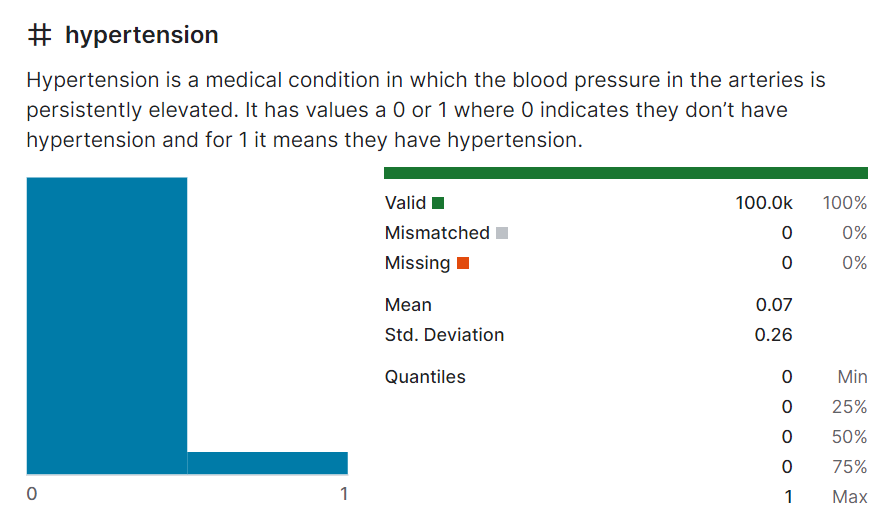 # hypertension
Hypertension is a medical condition in which the blood pressure in the arteries is
persistently elevated. It has values a 0 or 1 where 0 indicates they don’t have
hypertension and for 1 it means they have hypertension.
Valid 100.0k 100%
Mismatched 0 0%
Missing 0 0%
Mean 0.07
Std. Deviation 0.26
Quantiles 0 Min
0 25%
0 50%
0 75%
1 Max
0 1